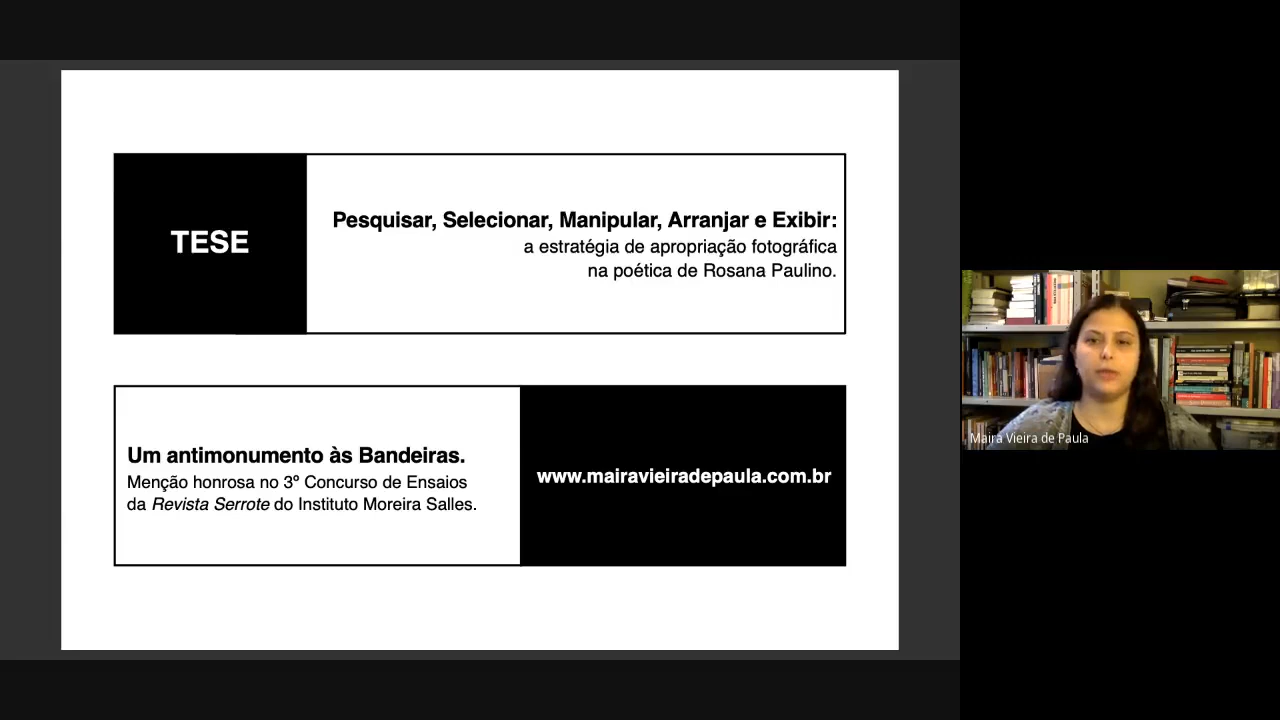 TESE
Pesquisar, Selecionar, Manipular, Arranjar e Exibir:
a estratégia de apropriação fotográfica
na poética de Rosana Paulino.
Um antimonumento às Bandeiras.
Menção honrosa no 3º Concurso de Ensaios
da Revista Serrote do Instituto Moreira Salles.
www.mairavieiradepaula.com.br
Maira Vieira de Paula